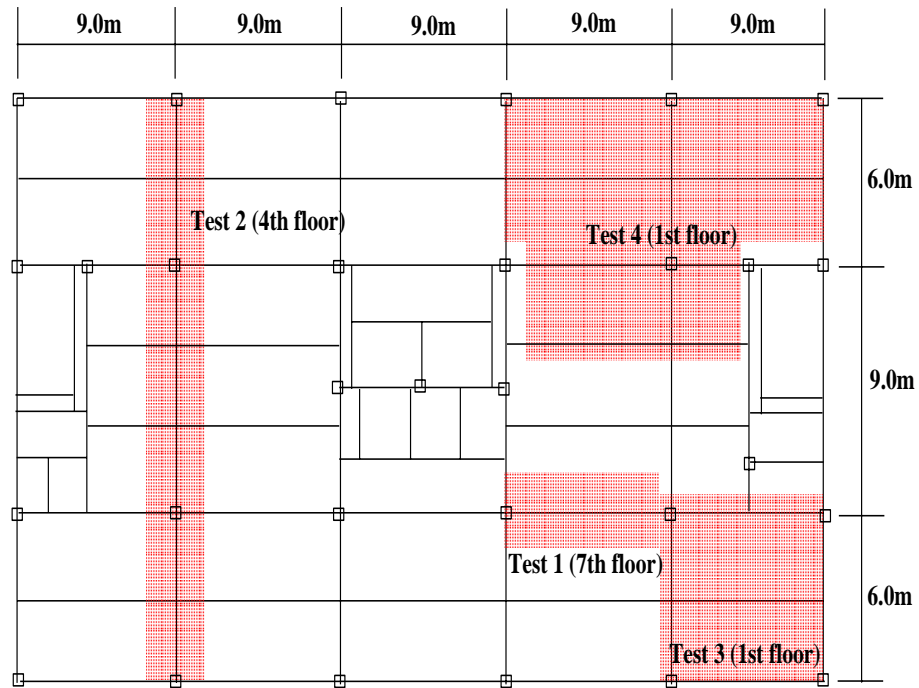 9.0m 9.0m 9.0m 9.0m 9.0m
6.0m
Test 2 (4th floor)
Test 4 (1st floor)
9.0m
Test 1 (7th floor)
6.0m
Test 3 (1st floor)